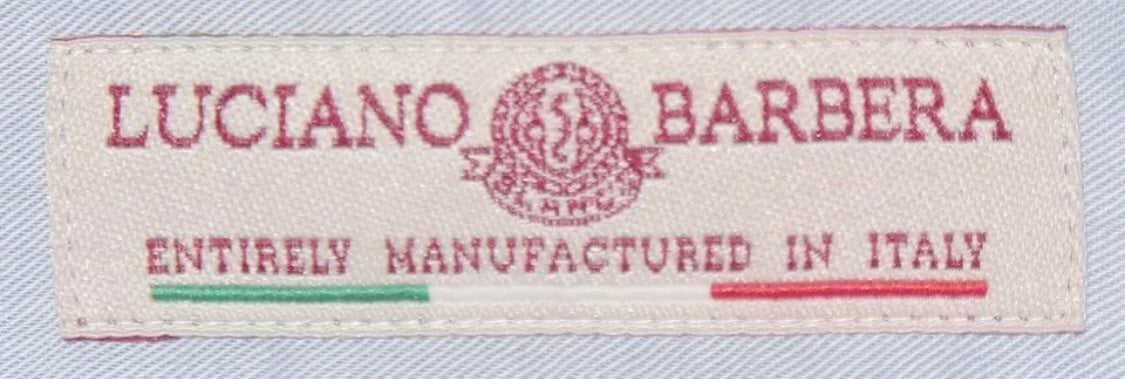 LUCIANO BARBERA
ENTIRELY MANUFACTURED IN ITALY